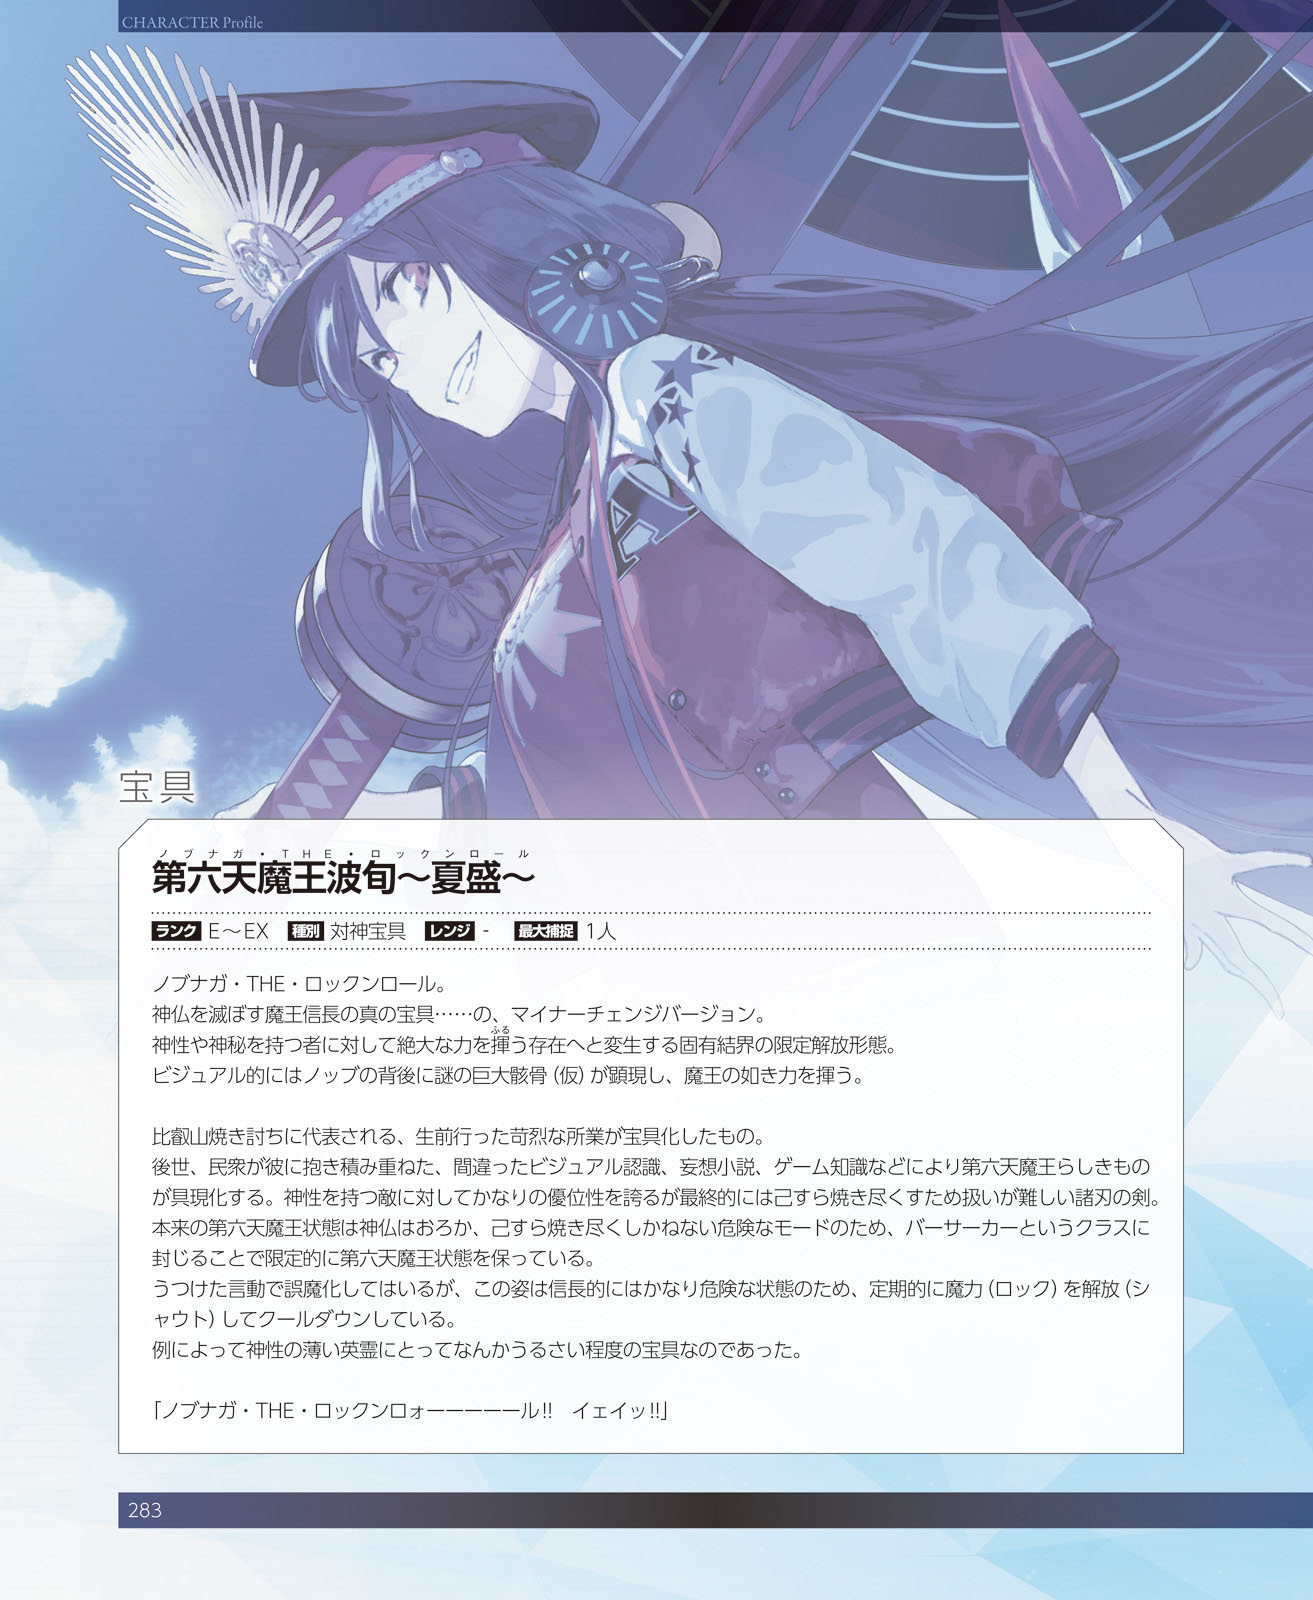 CHARACTER Profile
宝具
ノブナガ・THE・ロックンロール
第六天魔王波旬～夏盛～
ランク E～EX 種別 対神宝具 レンジ - 最大捕捉 1人
ノブナガ・THE・ロックンロール。
神仏を滅ぼす魔王信長の真の宝具……の、マイナーチェンジバージョン。
ふる
神性や神秘を持つ者に対して絶大な力を揮う存在へと変生する固有結界の限定解放形態。
ビジュアル的にはノッブの背後に謎の巨大骸骨（仮）が顕現し、魔王の如き力を揮う。
比叡山焼き討ちに代表される、生前行った苛烈な所業が宝具化したもの。
後世、民衆が彼に抱き積み重ねた、間違ったビジュアル認識、妄想小説、ゲーム知識などにより第六天魔王らしきもの
が具現化する。神性を持つ敵に対してかなりの優位性を誇るが最終的には己すら焼き尽くすため扱いが難しい諸刃の剣。
本来の第六天魔王状態は神仏はおろか、己すら焼き尽くしかねない危険なモードのため、バーサーカーというクラスに
封じることで限定的に第六天魔王状態を保っている。
うつけた言動で誤魔化してはいるが、この姿は信長的にはかなり危険な状態のため、定期的に魔力（ロック）を解放（シ
ャウト）してクールダウンしている。
例によって神性の薄い英霊にとってなんかうるさい程度の宝具なのであった。
「ノブナガ・THE・ロックンロォーーーーール!!　イェイッ!!」
283